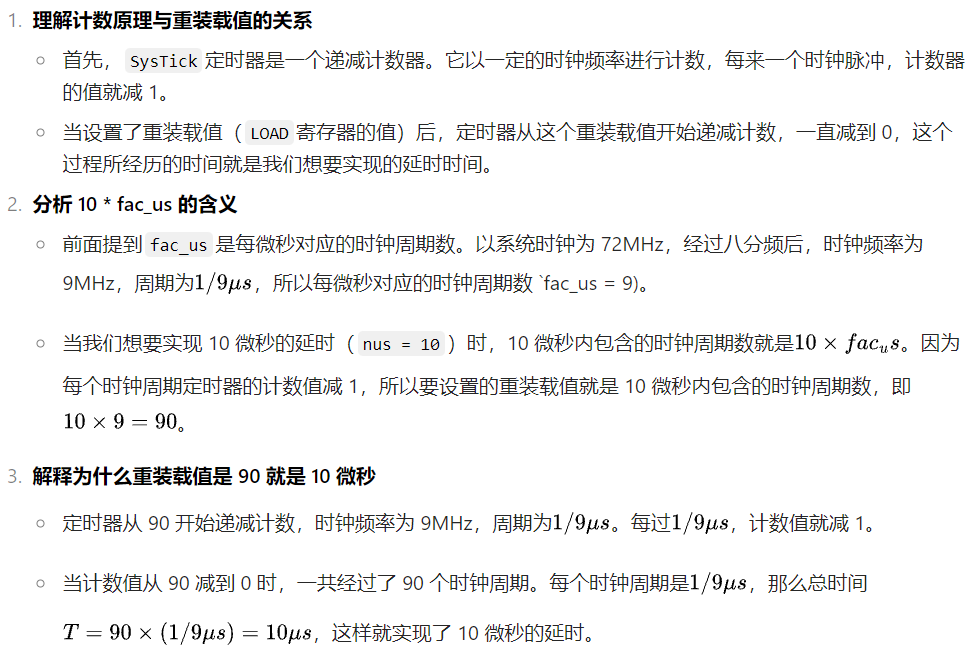 1. 理解计数原理与重装载值的关系
○ 首先， SysTick 定时器是一个递减计数器。它以一定的时钟频率进行计数，每来一个时钟脉冲，计数器
的值就减 1。
○ 当设置了重装载值（ LOAD 寄存器的值）后，定时器从这个重装载值开始递减计数，一直减到 0，这个
过程所经历的时间就是我们想要实现的延时时间。
2. 分析 10 * fac_us 的含义
○ 前面提到 fac_us 是每微秒对应的时钟周期数。以系统时钟为 72MHz，经过八分频后，时钟频率为
9MHz，周期为1/9μs，所以每微秒对应的时钟周期数 `fac_us = 9)。
○ 当我们想要实现 10 微秒的延时（ nus = 10 ）时，10 微秒内包含的时钟周期数就是10 × facᵤs。因为
每个时钟周期定时器的计数值减 1，所以要设置的重装载值就是 10 微秒内包含的时钟周期数，即
10 × 9 = 90。
3. 解释为什么重装载值是 90 就是 10 微秒
○ 定时器从 90 开始递减计数，时钟频率为 9MHz，周期为1/9μs。每过1/9μs，计数值就减 1。
○ 当计数值从 90 减到 0 时，一共经过了 90 个时钟周期。每个时钟周期是1/9μs，那么总时间
T = 90 × (1/9μs) = 10μs，这样就实现了 10 微秒的延时。